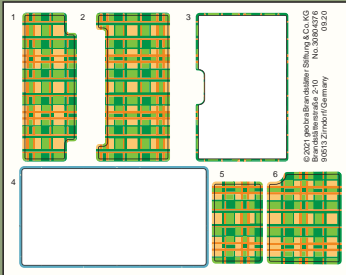 1
2
3
4
5
6
© 2021 geobra Brandstätter Stiftung & Co. KG
Brandstätterstraße 2-10 No. 30804376
90513 Zirndorf/Germany 09.20